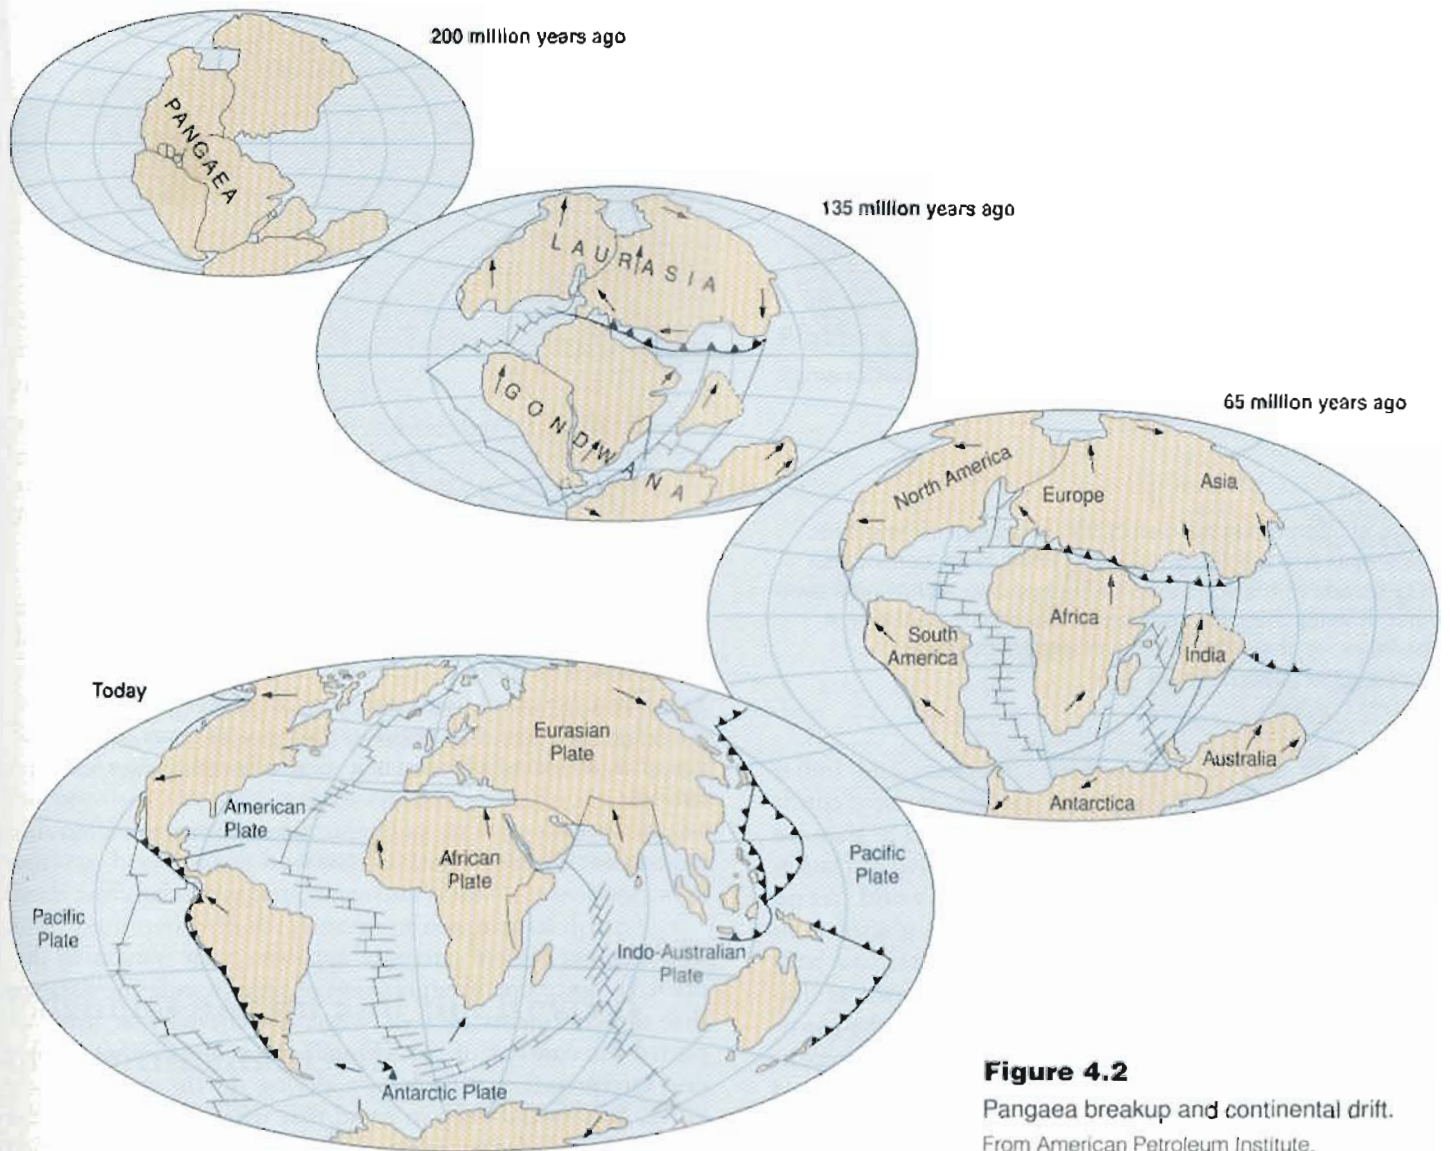 200 million years ago
PANGAEA
135 million years ago
LAURASIA
GONDWANA
65 million years ago
North America
Europe
Asia
Africa
South
America
India
Australia
Antarctica
Today
Eurasian
Plate
American
Plate
African
Plate
Pacific
Plate
Pacific
Plate
Indo-Australian
Plate
Antarctic Plate
Figure 4.2
Pangaea breakup and continental drift.
From American Petroleum Institute.